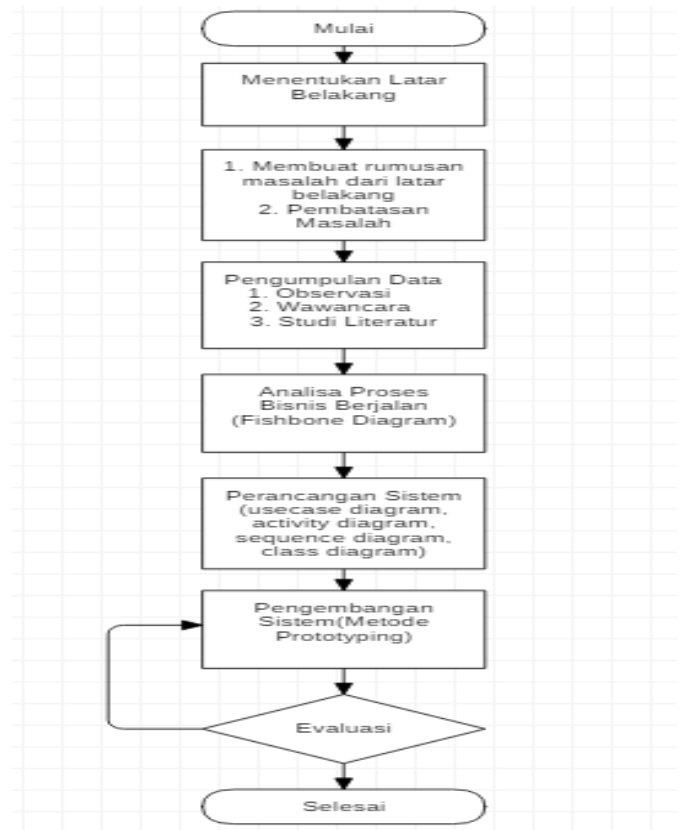 Mulai
Menentukan Latar
Belakang
1. Membuat rumusan
masalah dari latar
belakang
2. Pembatasan
Masalah
Pengumpulan Data
1. Observasi
2. Wawancara
3. Studi Literatur
Analisa Proses
Bisnis Berjalan
(Fishbone Diagram)
Perancangan Sistem
(usecase diagram,
activity diagram,
sequence diagram,
class diagram)
Pengembangan
Sistem(Metode
Prototyping)
Evaluasi
Selesai